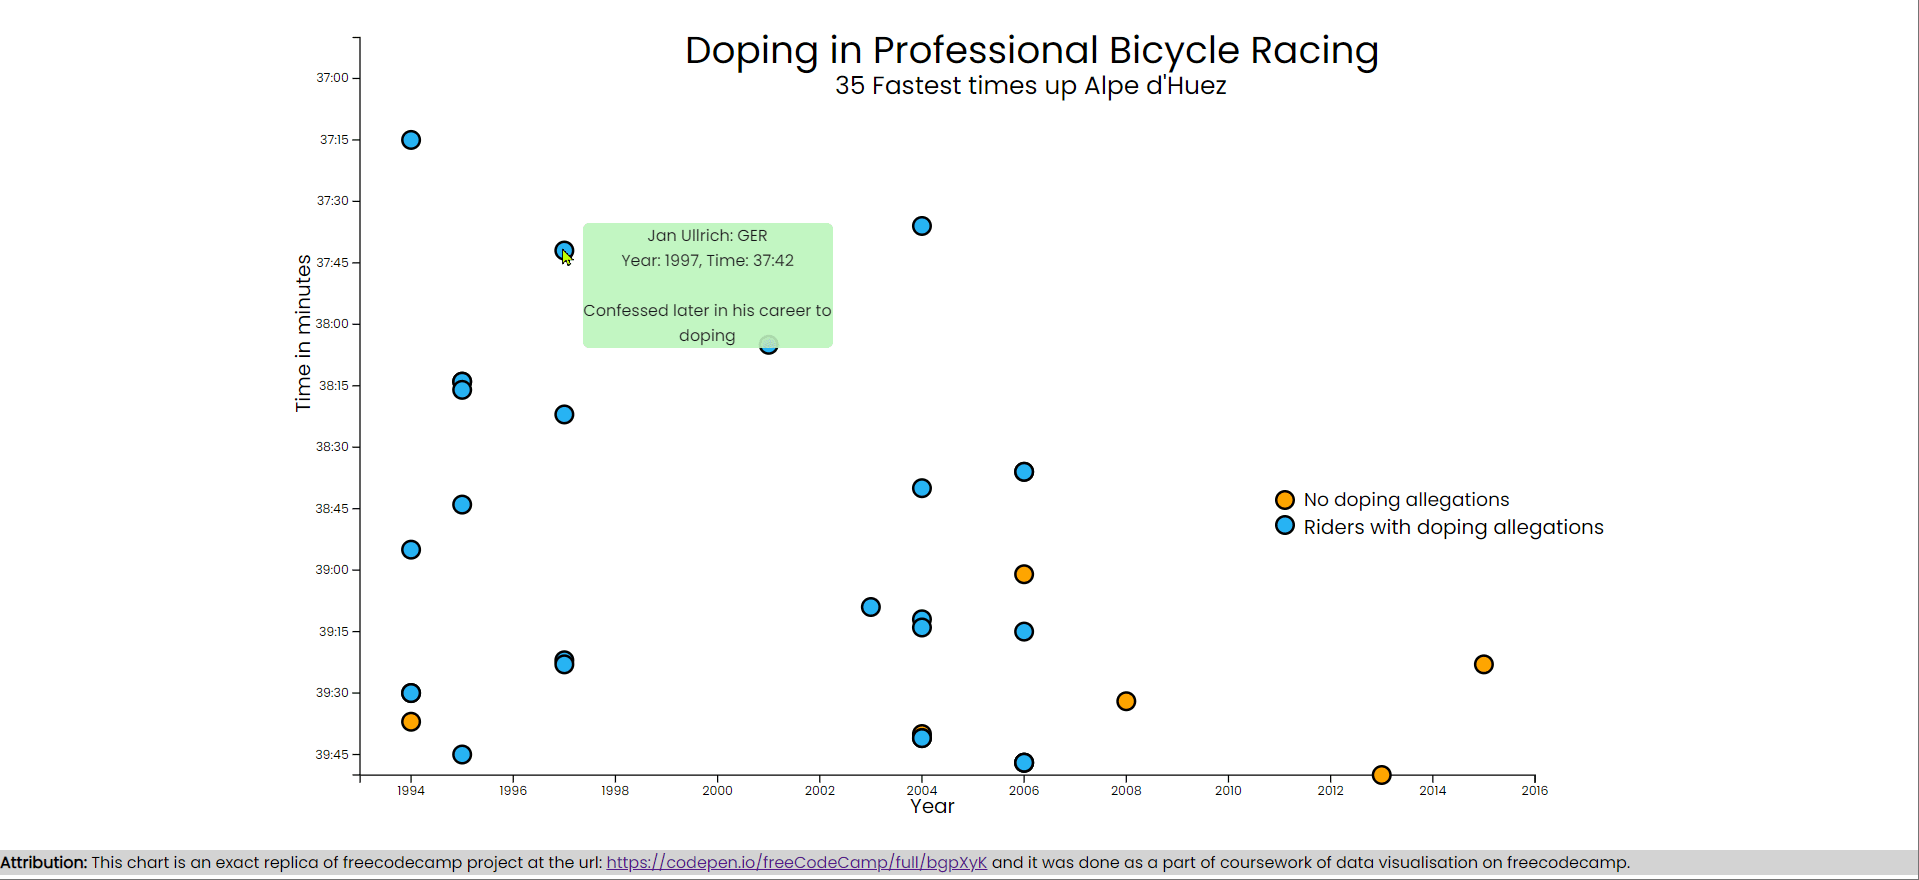 Doping in Professional Bicycle Racing
35 Fastest times up Alpe d'Huez
Time in minutes
37:00
37:15
37:30
37:45
38:00
38:15
38:30
38:45
39:00
39:15
39:30
39:45
Jan Ullrich: GER
Year: 1997, Time: 37:42
Confessed later in his career to
doping
No doping allegations
Riders with doping allegations
1994 1996 1998 2000 2002 2004 2006 2008 2010 2012 2014 2016
Year
Attribution: This chart is an exact replica of freecodecamp project at the url: https://codepen.io/freeCodeCamp/full/bgpXyK and it was done as a part of coursework of data visualisation on freecodecamp.